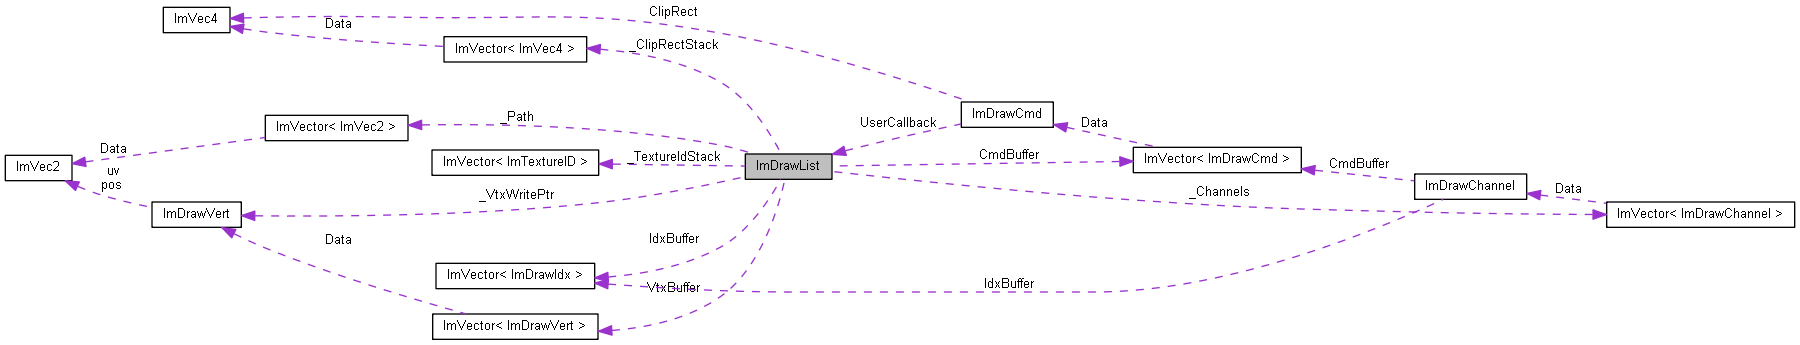 ImVec4
Data
ClipRect
ImVector< ImVec4 >
_ClipRectStack
ImDrawCmd
_Path
ImVector< ImVec2 >
UserCallback
Data
Data
ImVec2
uv
pos
ImVector< ImTextureID >
_TextureIdStack
ImDrawList
CmdBuffer
ImVector< ImDrawCmd >
CmdBuffer
ImDrawChannel
Data
ImVector< ImDrawChannel >
_Channels
_VtxWritePtr
ImDrawVert
Data
IdxBuffer
ImVector< ImDrawIdx >
VtxBuffer
IdxBuffer
ImVector< ImDrawVert >